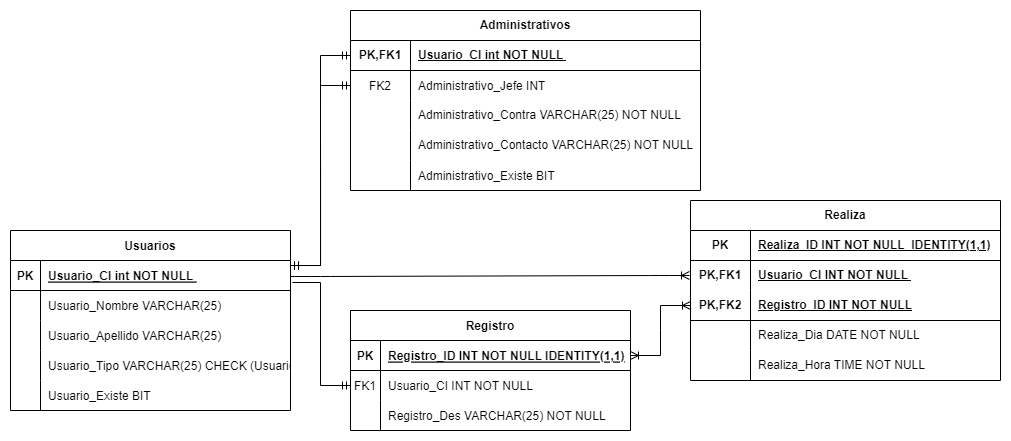 Administrativos
PK,FK1 Usuario_CI int NOT NULL
FK2 Administrativo_Jefe INT
Administrativo_Contra VARCHAR(25) NOT NULL
Administrativo_Contacto VARCHAR(25) NOT NULL
Administrativo_Existe BIT
Usuarios
PK Usuario_CI int NOT NULL
Usuario_Nombre VARCHAR(25)
Usuario_Apellido VARCHAR(25)
Usuario_Tipo VARCHAR(25) CHECK (Usuari
Usuario_Existe BIT
Registro
PK Registro_ID INT NOT NULL IDENTITY(1,1)
FK1 Usuario_CI INT NOT NULL
Registro_Des VARCHAR(25) NOT NULL
Realiza
PK Realiza_ID INT NOT NULL IDENTITY(1,1)
PK,FK1 Usuario_CI INT NOT NULL
PK,FK2 Registro_ID INT NOT NULL
Realiza_Dia DATE NOT NULL
Realiza_Hora TIME NOT NULL